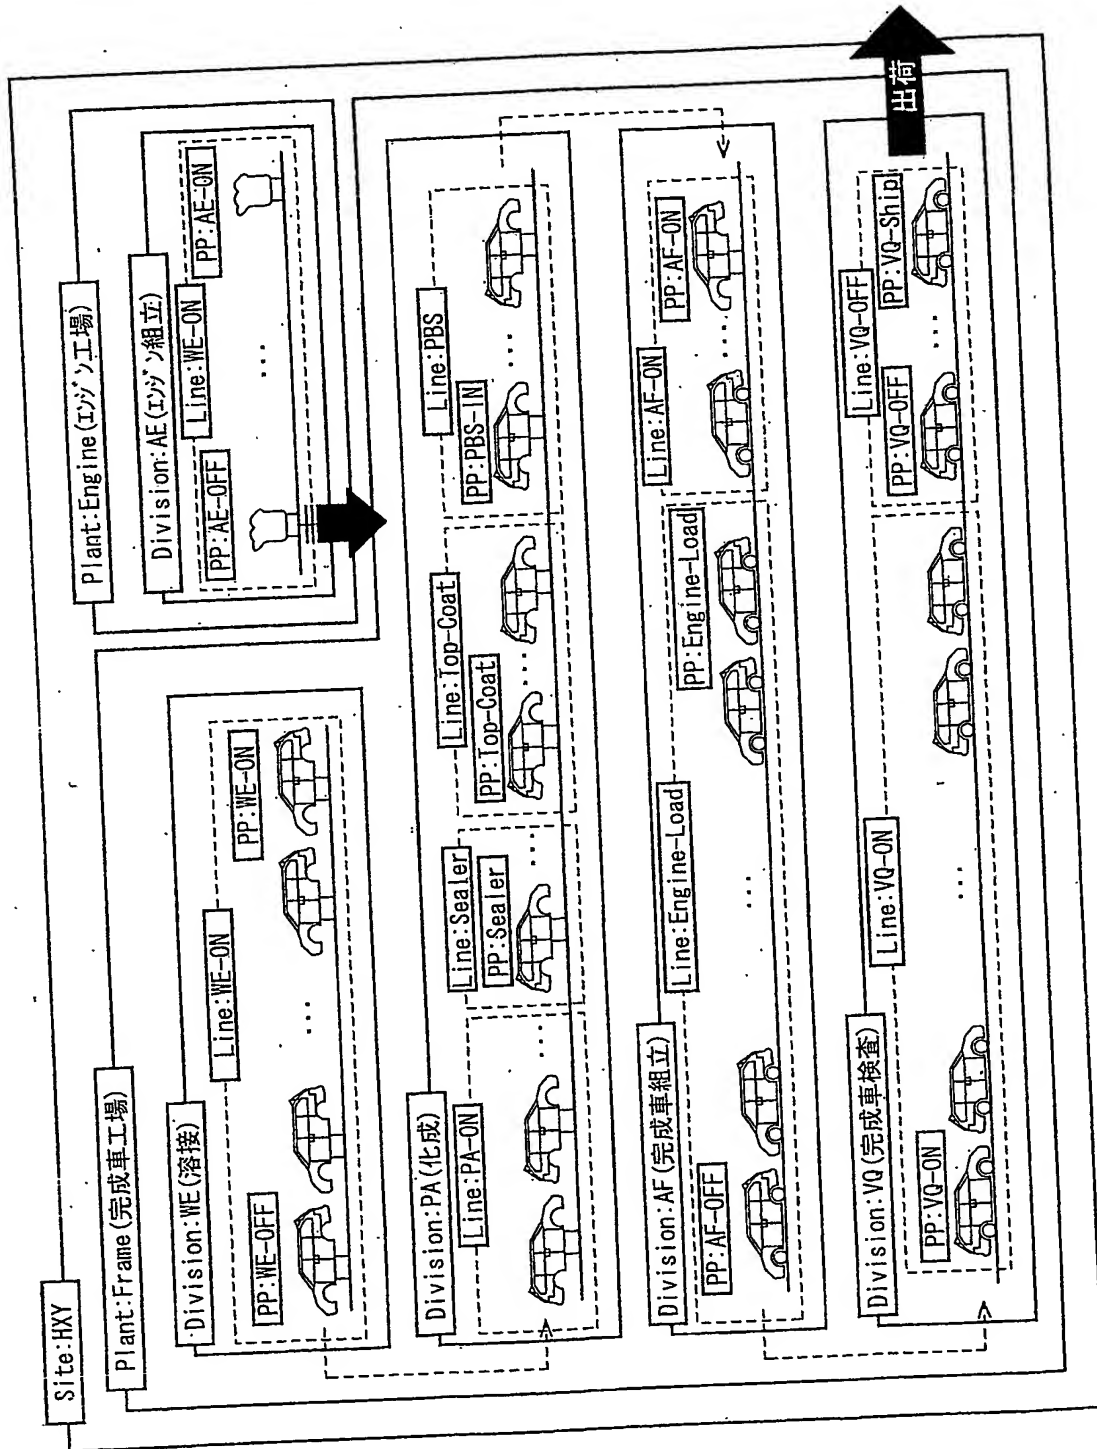 Site:HXY
Plant:Frame(完成車工場)
Division:WE(溶接)
Line:WE-ON
PP:WE-OFF
PP:WE-ON
Plant:Engine(エンジン工場)
Division:AE(エンジン組立)
Line:WE-ON
PP:AE-OFF
PP:AE-ON
Division:PA(化成)
Line:PA-ON
Line:Sealer
PP:Sealer
Line:Top-Coat
PP:Top-Coat
Line:PBS
PP:PBS-IN
Division:AF(完成車組立)
PP:AF-OFF
Line:Engine-Load
PP:Engine-Load
Line:AF-ON
PP:AF-ON
Division:VQ(完成車検査)
PP:VQ-ON
Line:VQ-ON
Line:VQ-OFF
PP:VQ-OFF
PP:VQ-Ship
出荷